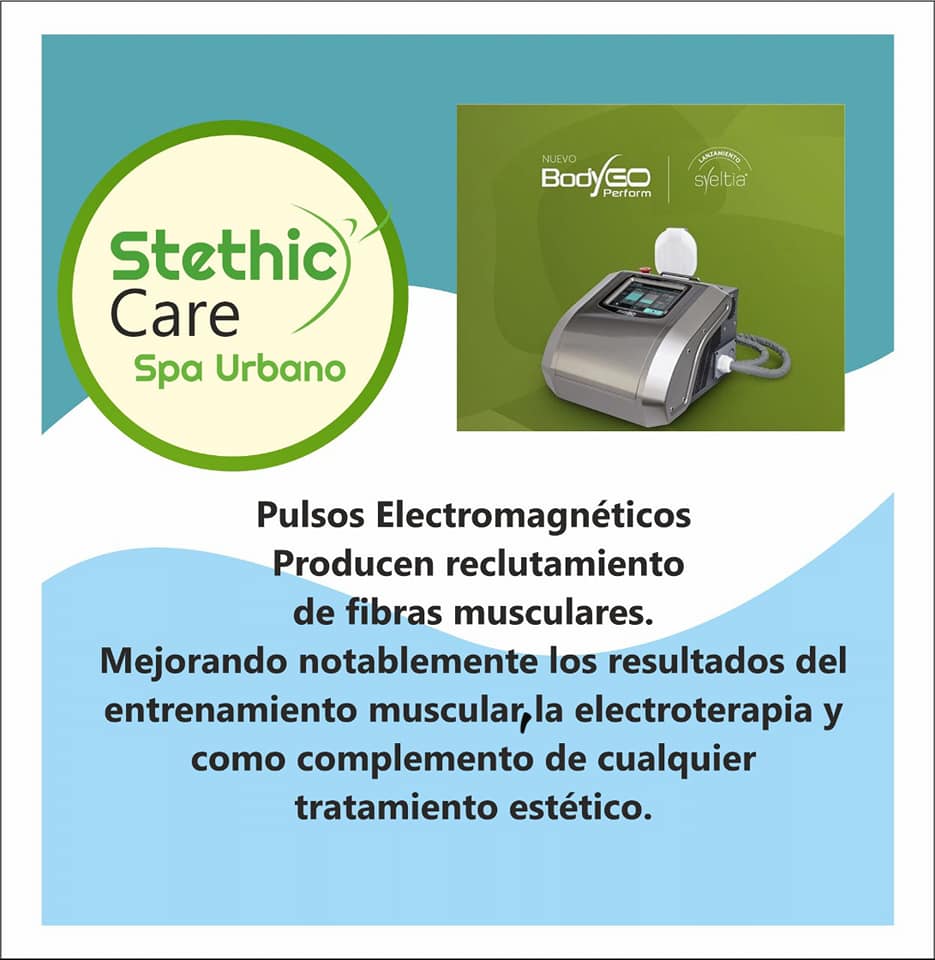 Stethic
Care
Spa Urbano
NUEVO
BodyGO
Perform
LANZAMIENTO
sveltia
Pulsos Electromagnéticos
Producen reclutamiento
de fibras musculares.
Mejorando notablemente los resultados del
entrenamiento muscular,la electroterapia y
como complemento de cualquier
tratamiento estético.